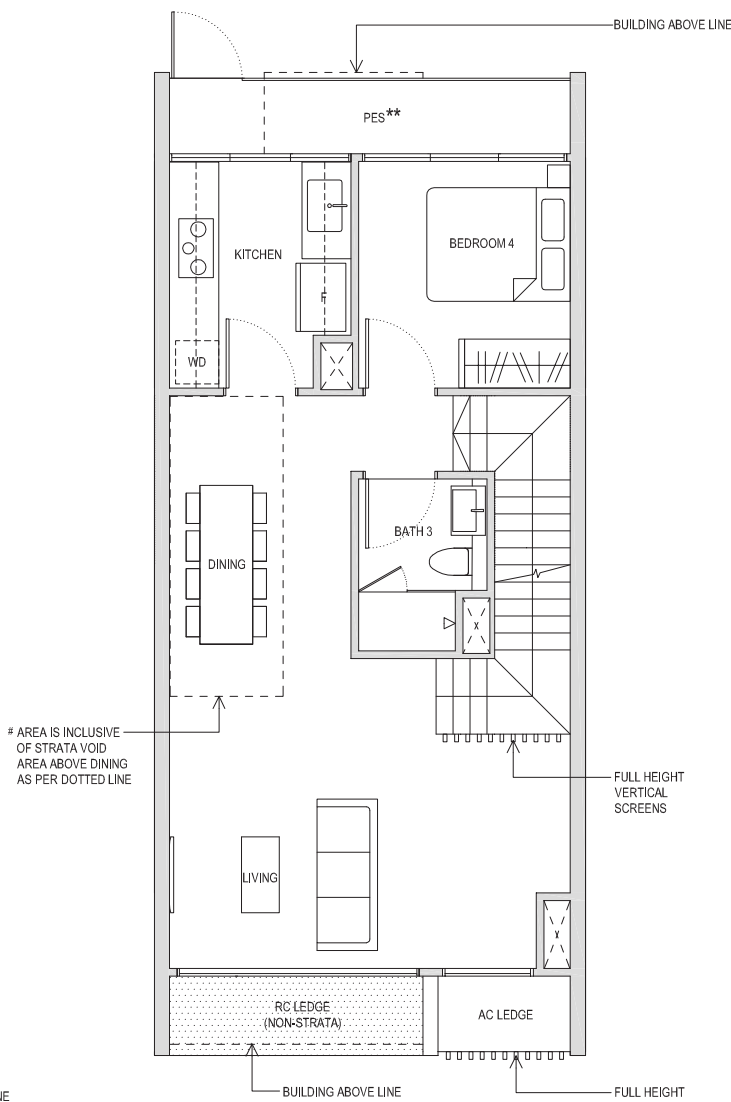 BUILDING ABOVE LINE
PES**
KITCHEN
BEDROOM 4
F
WD
BATH 3
DINING
# AREA IS INCLUSIVE
OF STRATA VOID
AREA ABOVE DINING
AS PER DOTTED LINE
FULL HEIGHT
VERTICAL
SCREENS
LIVING
RC LEDGE
(NON-STRATA)
AC LEDGE
BUILDING ABOVE LINE
FULL HEIGHT
NE